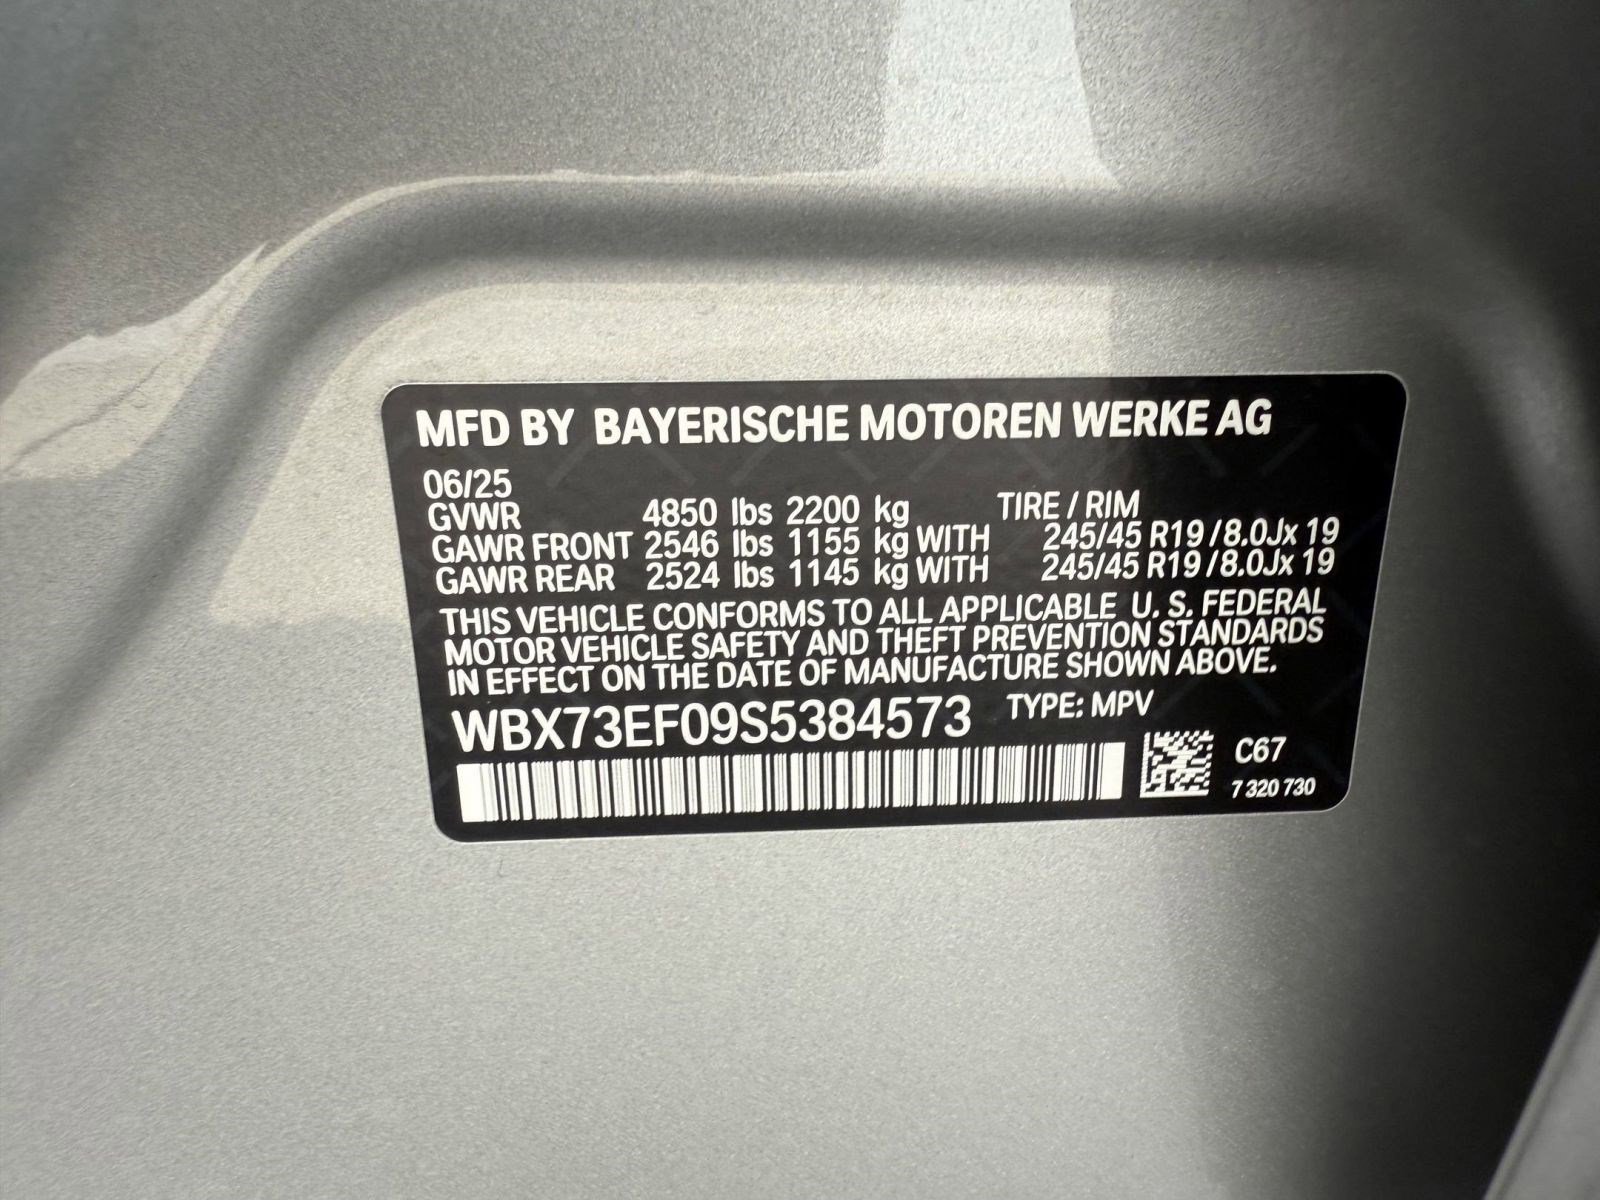 MFD BY BAYERISCHE MOTOREN WERKE AG
06/25
GVWR 4850 lbs 2200 kg TIRE / RIM
GAWR FRONT 2546 lbs 1155 kg WITH 245/45 R19 / 8.0Jx 19
GAWR REAR 2524 lbs 1145 kg WITH 245/45 R19 / 8.0Jx 19
THIS VEHICLE CONFORMS TO ALL APPLICABLE U. S. FEDERAL
MOTOR VEHICLE SAFETY AND THEFT PREVENTION STANDARDS
IN EFFECT ON THE DATE OF MANUFACTURE SHOWN ABOVE.
WBX73EF09S5384573 TYPE: MPV
C67
7 320 730